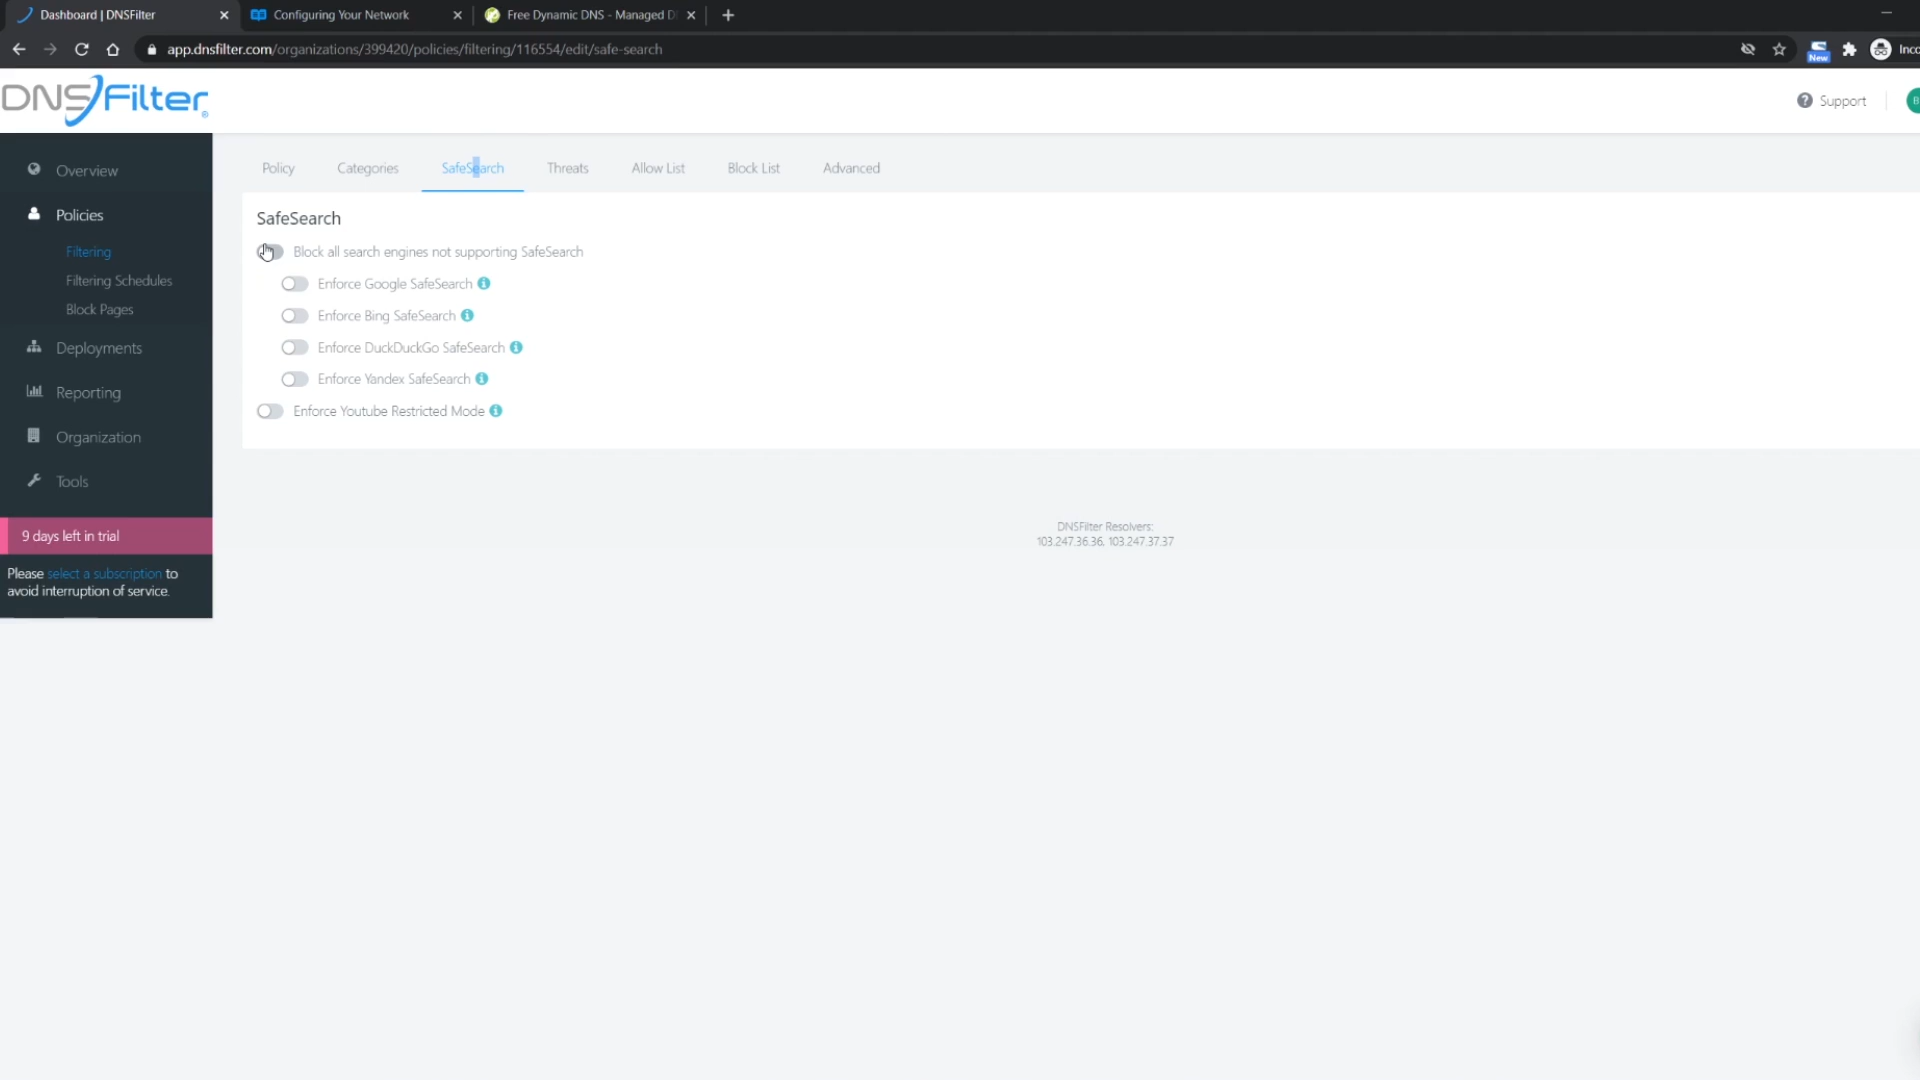 Dashboard | DNSFilter
Configuring Your Network
Free Dynamic DNS - Managed D
app.dnsfilter.com/organizations/399420/policies/filtering/116554/edit/safe-search
New
Inco
DNSFilter
Support
B
Overview
Policies
Filtering
Filtering Schedules
Block Pages
Deployments
Reporting
Organization
Tools
9 days left in trial
Please select a subscription to
avoid interruption of service.
Policy Categories SafeSearch Threats Allow List Block List Advanced
SafeSearch
Block all search engines not supporting SafeSearch
Enforce Google SafeSearch
Enforce Bing SafeSearch
Enforce DuckDuckGo SafeSearch
Enforce Yandex SafeSearch
Enforce Youtube Restricted Mode
DNSFilter Resolvers:
103.247.36.36, 103.247.37.37